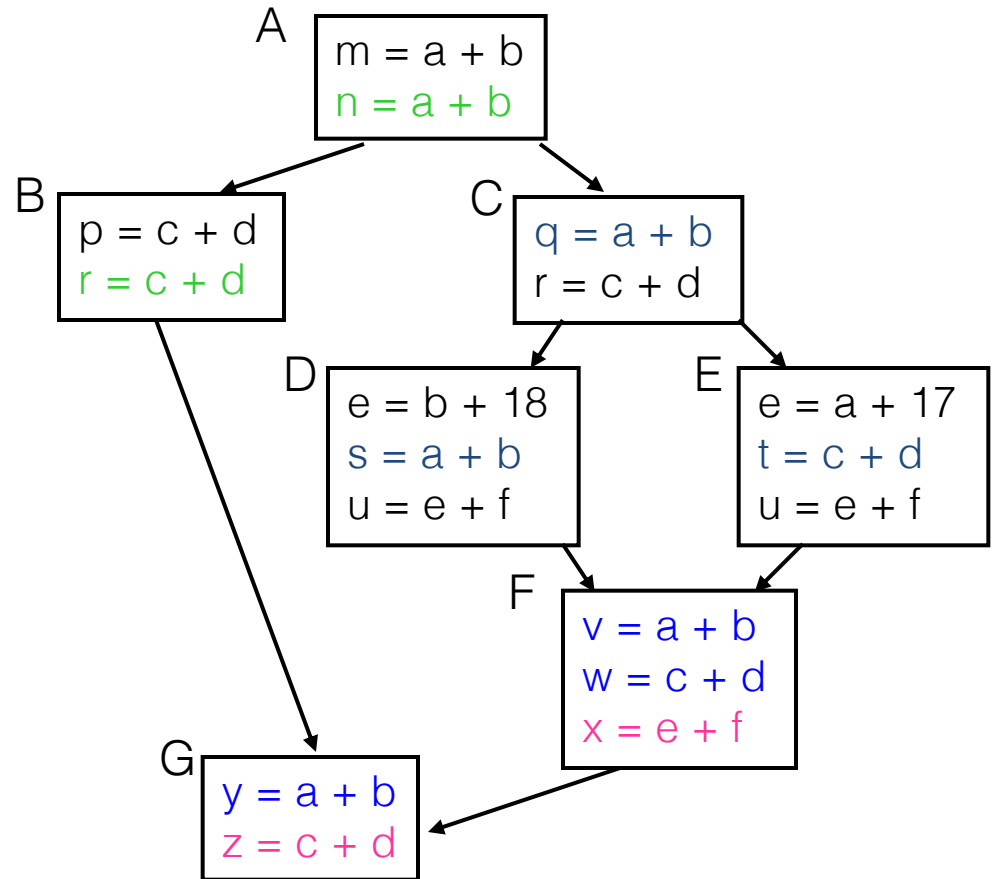 A
m = a + b
n = a + b
B
p = c + d
r = c + d
C
q = a + b
r = c + d
D
e = b + 18
s = a + b
u = e + f
E
e = a + 17
t = c + d
u = e + f
F
v = a + b
w = c + d
x = e + f
G
y = a + b
z = c + d